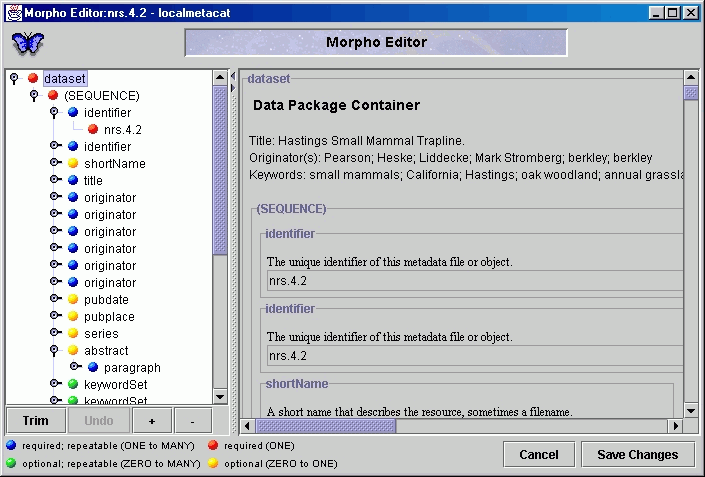 Morpho Editor:nrs.4.2 - localmetacat
Morpho Editor
dataset
(SEQUENCE)
identifier
nrs.4.2
identifier
shortName
title
originator
originator
originator
originator
originator
originator
pubdate
pubplace
series
abstract
paragraph
keywordSet
keywordSet
Trim
Undo
+
-
dataset
Data Package Container
Title: Hastings Small Mammal Trapline.
Originator(s): Pearson; Heske; Liddecke; Mark Stromberg; berkley; berkley
Keywords: small mammals; California; Hastings; oak woodland; annual grassla
(SEQUENCE)
identifier
The unique identifier of this metadata file or object.
nrs.4.2
identifier
The unique identifier of this metadata file or object.
nrs.4.2
shortName
A short name that describes the resource, sometimes a filename.
required; repeatable (ONE to MANY)
required (ONE)
optional; repeatable (ZERO to MANY)
optional (ZERO to ONE)
Cancel
Save Changes